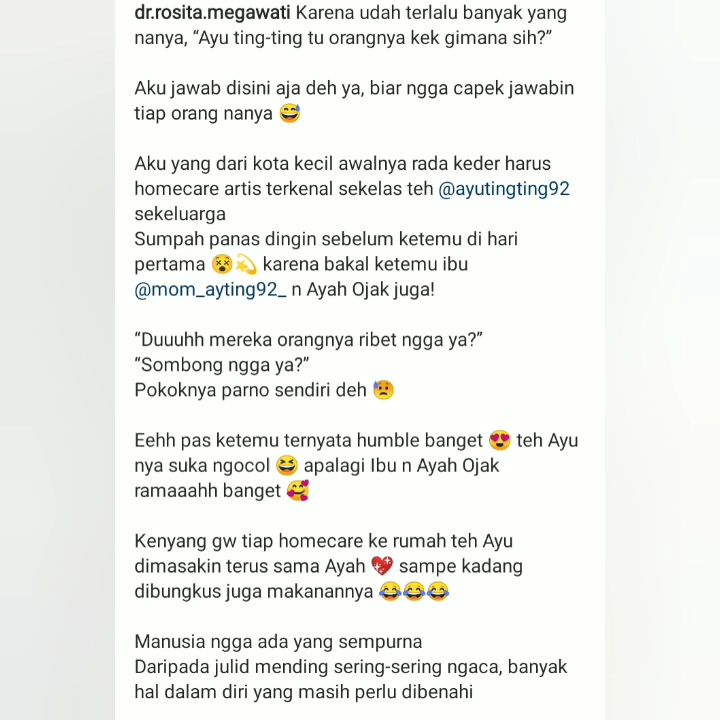 dr.rosita.megawati Karena udah terlalu banyak yang
nanya, “Ayu ting-ting tu orangnya kek gimana sih?”
Aku jawab disini aja deh ya, biar ngga capek jawabin
tiap orang nanya 😅
Aku yang dari kota kecil awalnya rada keder harus
homecare artis terkenal sekelas teh @ayutingting92
sekeluarga
Sumpah panas dingin sebelum ketemu di hari
pertama 😵💫 karena bakal ketemu ibu
@mom_ayting92_ n Ayah Ojak juga!
“Duuuhh mereka orangnya ribet ngga ya?”
“Sombong ngga ya?”
Pokoknya parno sendiri deh 😥
Eehh pas ketemu ternyata humble banget 😍 teh Ayu
nya suka ngocol 😆 apalagi Ibu n Ayah Ojak
ramaaahh banget 🥰
Kenyang gw tiap homecare ke rumah teh Ayu
dimasakin terus sama Ayah 💖 sampe kadang
dibungkus juga makanannya 😂😂😂
Manusia ngga ada yang sempurna
Daripada julid mending sering-sering ngaca, banyak
hal dalam diri yang masih perlu dibenahi